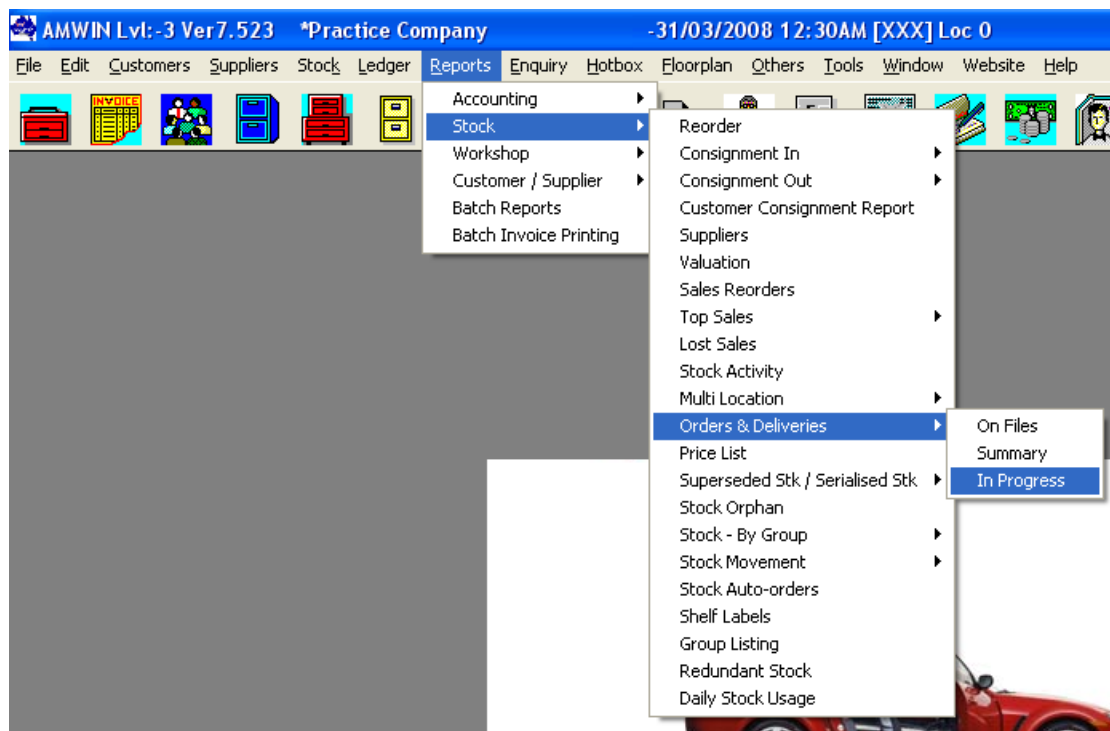 AMWIN Lvl:-3 Ver7.523 *Practice Company -31/03/2008 12:30AM [XXX] Loc 0
File Edit Customers Suppliers Stock Ledger Reports Enquiry Hotbox Floorplan Others Tools Window Website Help
INVOICE
Accounting
Stock
Workshop
Customer / Supplier
Batch Reports
Batch Invoice Printing
Reorder
Consignment In
Consignment Out
Customer Consignment Report
Suppliers
Valuation
Sales Reorders
Top Sales
Lost Sales
Stock Activity
Multi Location
Orders & Deliveries
Price List
Superseded Stk / Serialised Stk
Stock Orphan
Stock - By Group
Stock Movement
Stock Auto-orders
Shelf Labels
Group Listing
Redundant Stock
Daily Stock Usage
On Files
Summary
In Progress